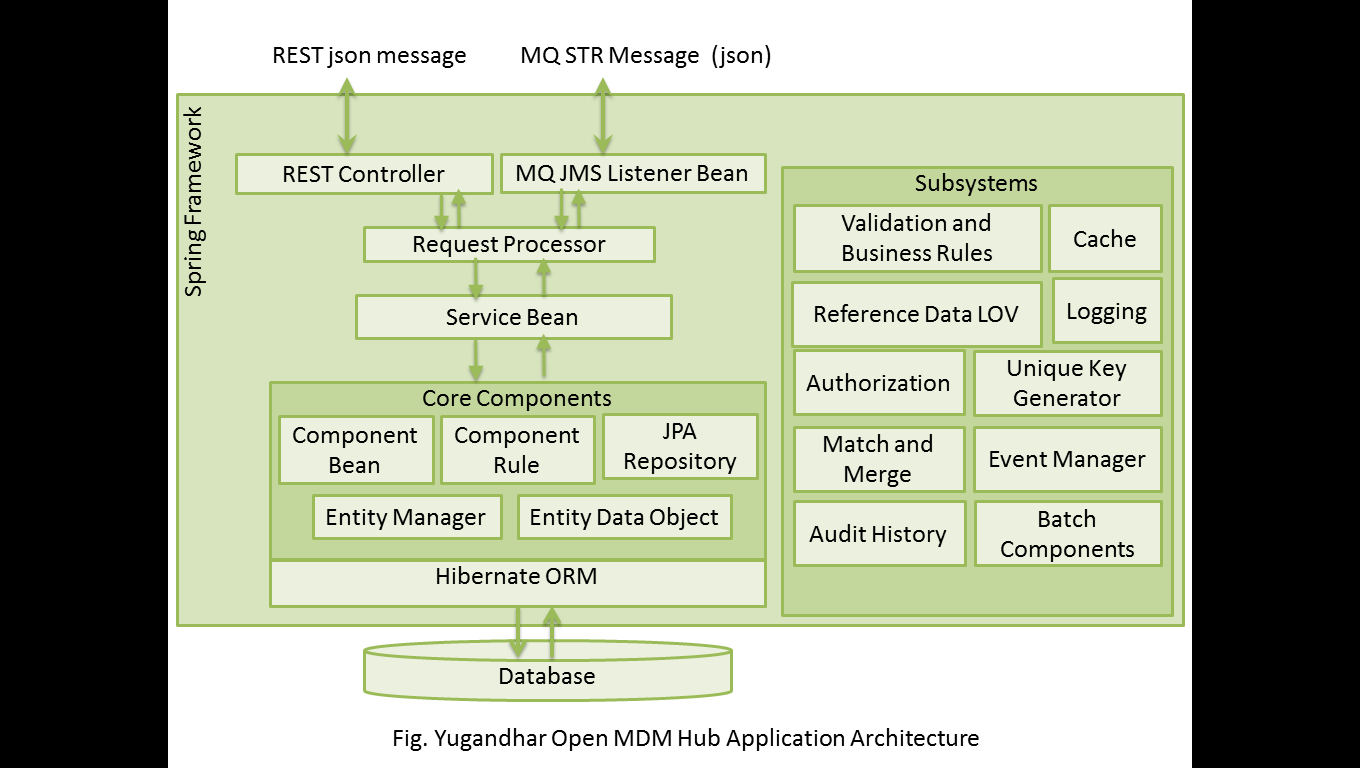 REST json message
MQ STR Message (json)
Spring Framework
REST Controller
MQ JMS Listener Bean
Request Processor
Service Bean
Core Components
Component
Bean
Component
Rule
JPA
Repository
Entity Manager
Entity Data Object
Hibernate ORM
Database
Subsystems
Validation and
Business Rules
Cache
Reference Data LOV
Logging
Authorization
Unique Key
Generator
Match and
Merge
Event Manager
Audit History
Batch
Components
Fig. Yugandhar Open MDM Hub Application Architecture